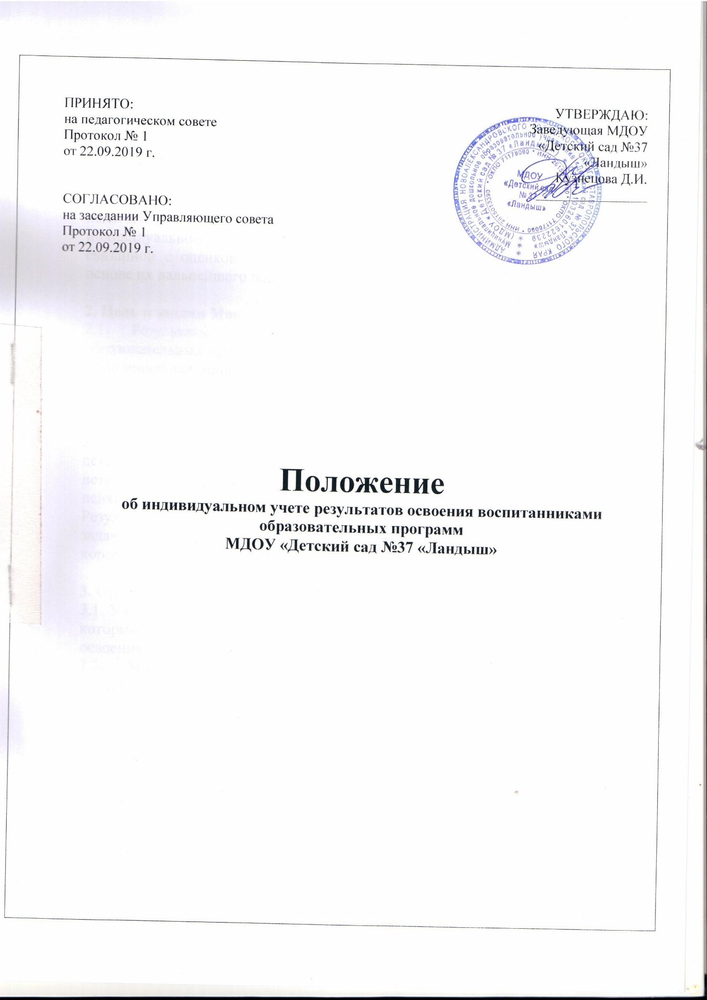 ПРИНЯТО:
на педагогическом совете
Протокол № 1
от 22.09.2019 г.
СОГЛАСОВАНО:
на заседании Управляющего совета
Протокол № 1
от 22.09.2019 г.
УТВЕРЖДАЮ:
Заведующая МДОУ
«Детский сад №37
«Ландыш»
Кузнецова Д.И.
МДОУ
«Детский сад
№ 37
«Ландыш»
Положение
об индивидуальном учете результатов освоения воспитанниками
образовательных программ
МДОУ «Детский сад №37 «Ландыш»